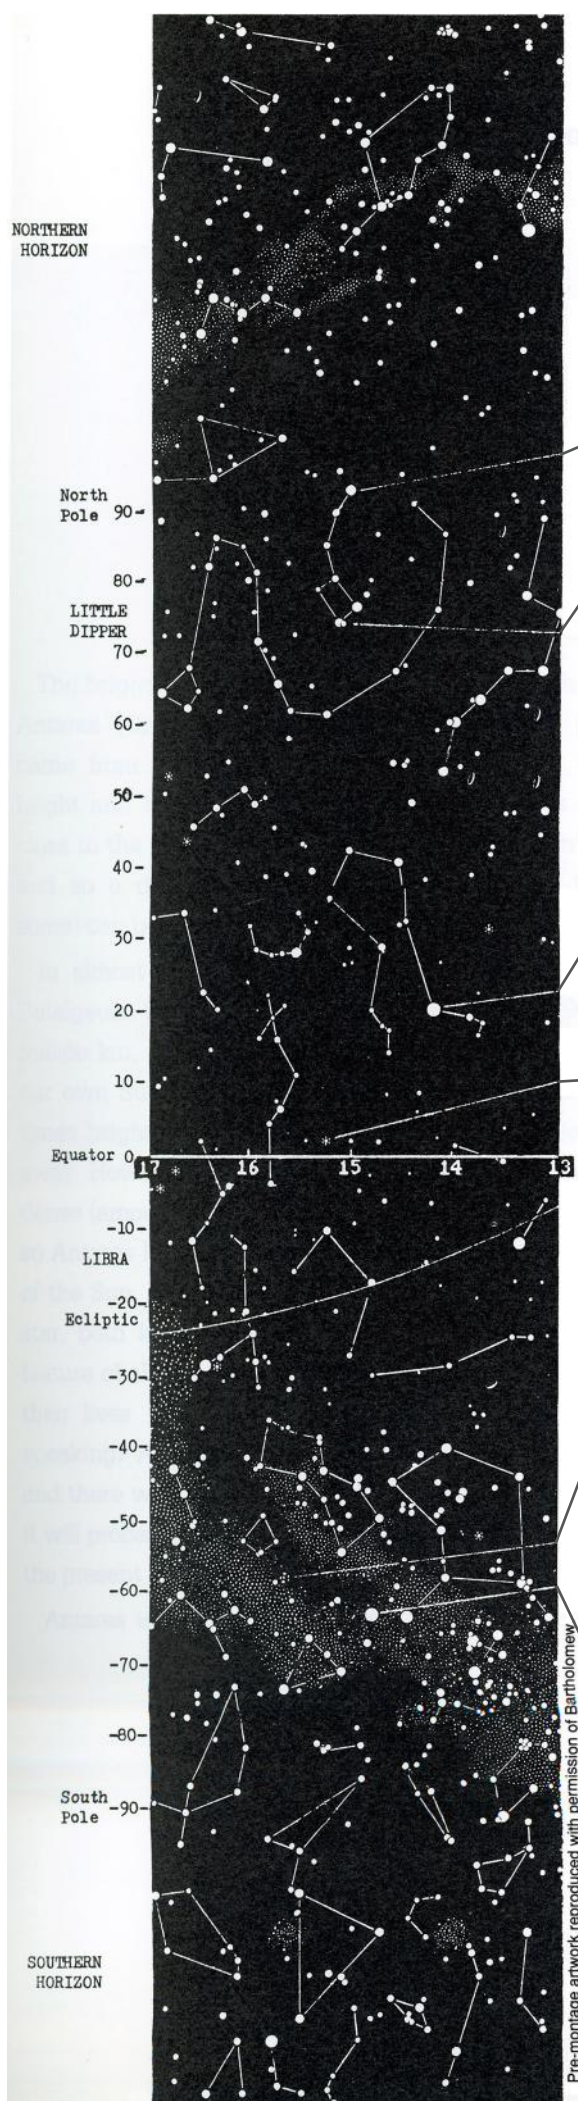 NORTHERN
HORIZON
North
Pole
90
80
LITTLE
DIPPER
70
60
50
40
30
20
10
Equator 0
17 16 15 14 13
-10
LIBRA
-20
Ecliptic
-30
-40
-50
-60
-70
-80
South
Pole
-90
SOUTHERN
HORIZON
Pre-montage artwork reproduced with permission of Bartholomew